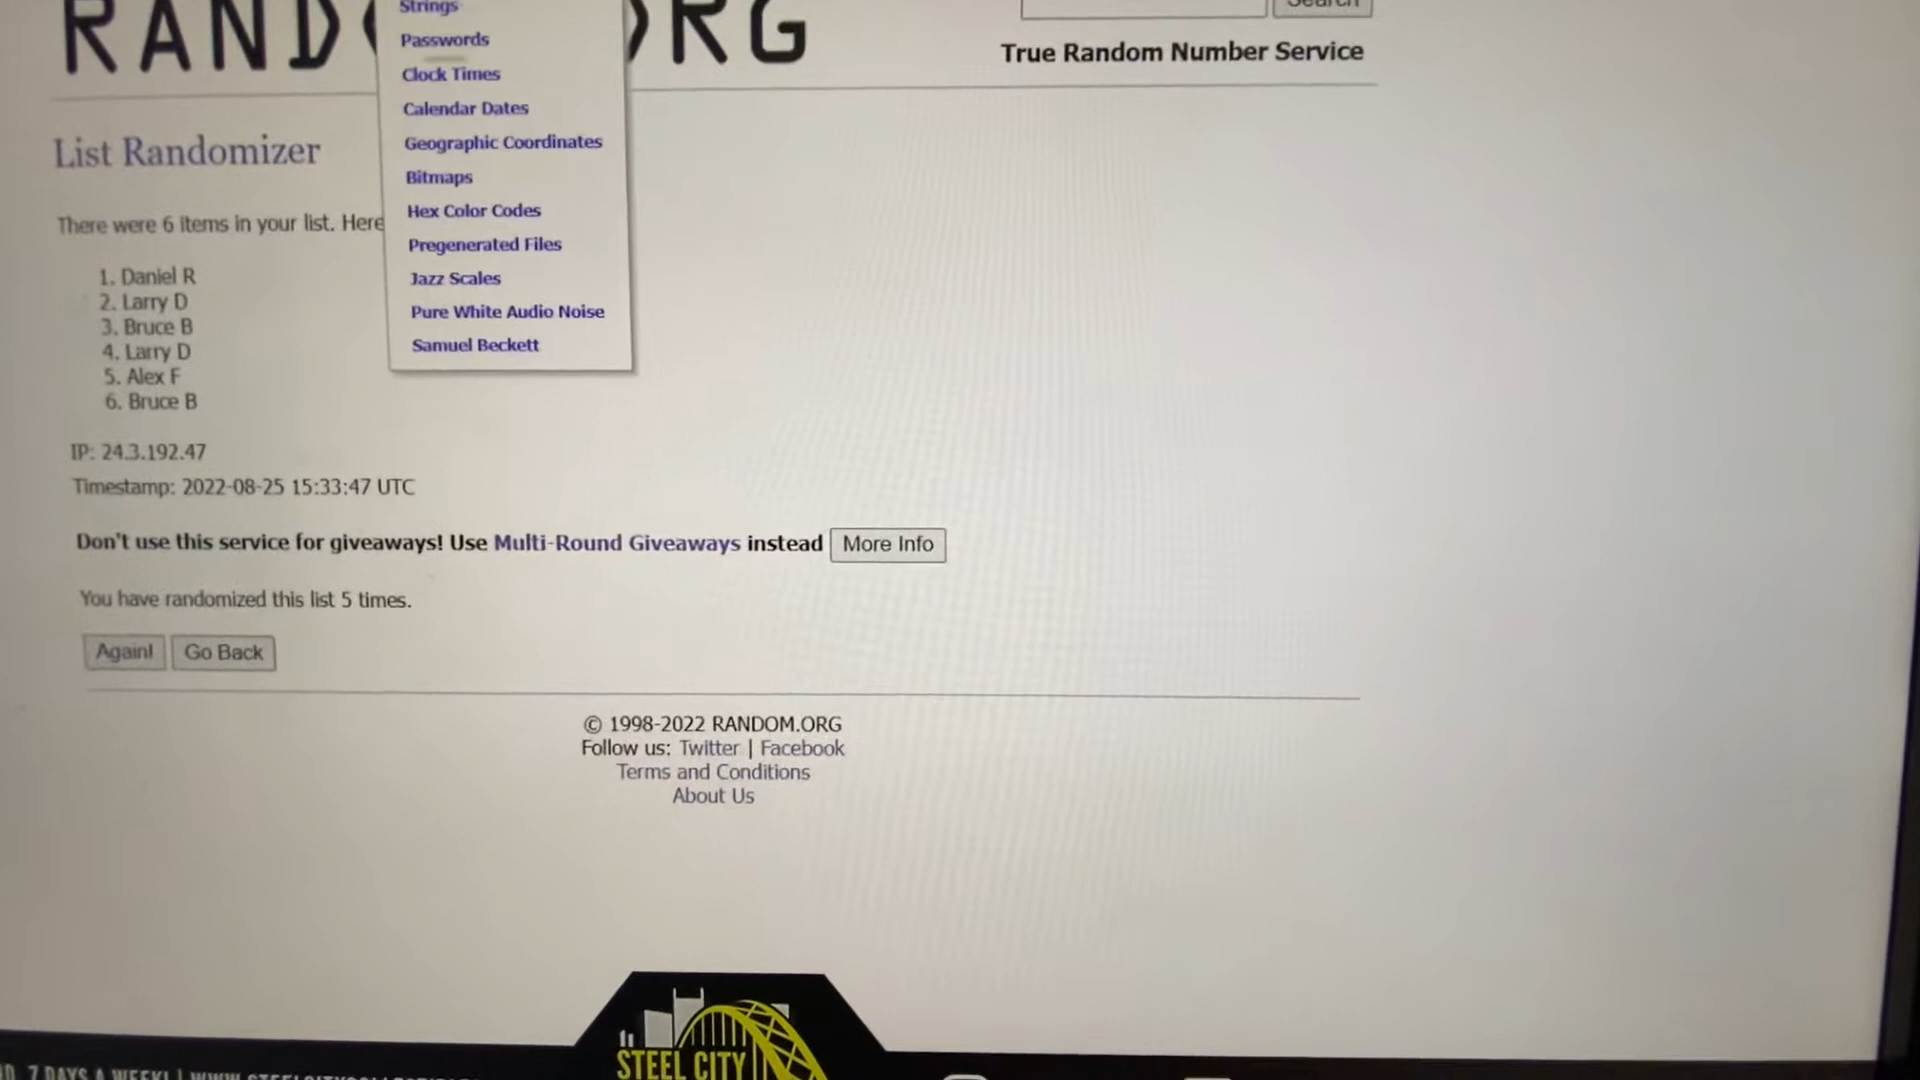 Strings
RAND ORG
Search
Passwords
True Random Number Service
Clock Times
Calendar Dates
List Randomizer
Geographic Coordinates
Bitmaps
Hex Color Codes
There were 6 items in your list. Here
Pregenerated Files
1. Daniel R
Jazz Scales
2. Larry D
Pure White Audio Noise
3. Bruce B
Samuel Beckett
4. Larry D
5. Alex F
6. Bruce B
IP: 24.3.192.47
Timestamp: 2022-08-25 15:33:47 UTC
Don't use this service for giveaways! Use Multi-Round Giveaways instead More Info
You have randomized this list 5 times.
Again! Go Back
© 1998-2022 RANDOM.ORG
Follow us: Twitter | Facebook
Terms and Conditions
About Us
STEEL CITY
7 DAYS A WEEK! |